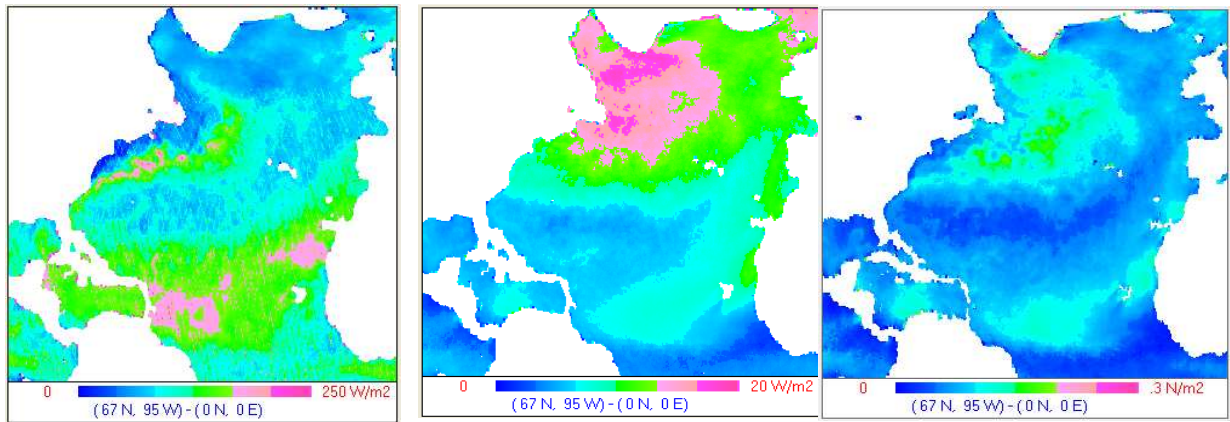 0 250 W/m2
(67 N, 95 W) - (0 N, 0 E)
0 20 W/m2
(67 N, 95 W) - (0 N, 0 E)
0 .3 N/m2
(67 N, 95 W) - (0 N, 0 E)